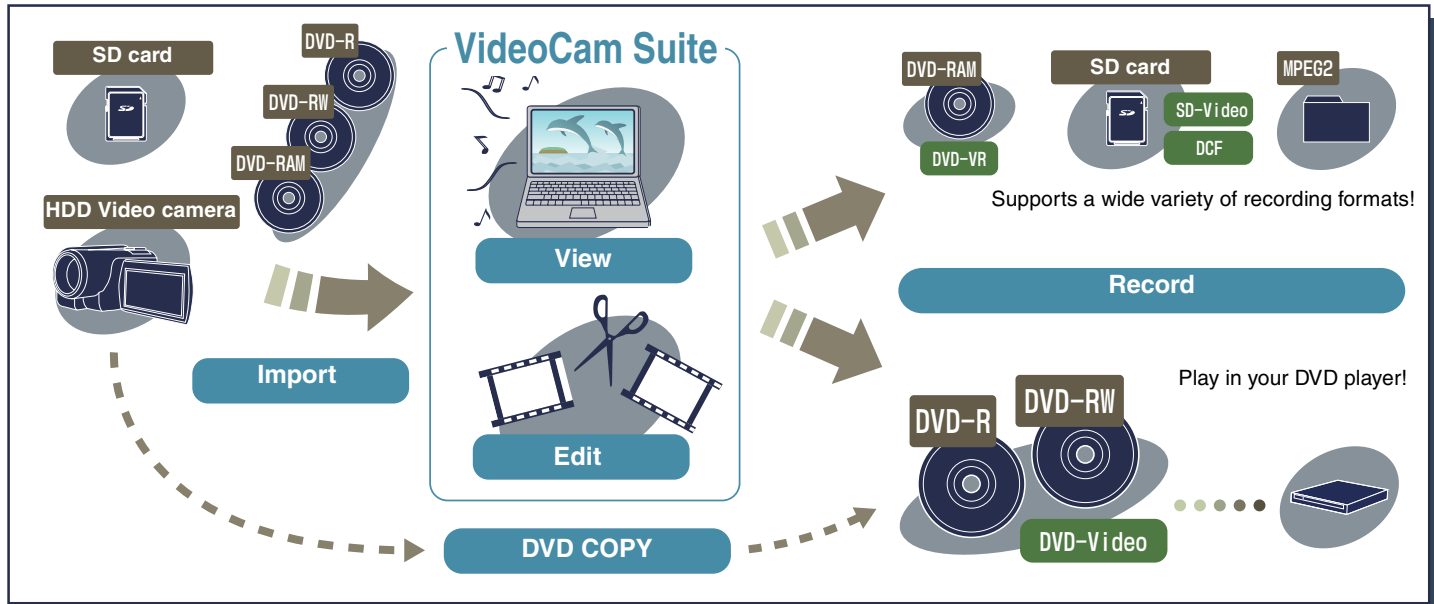 SD card
DVD-R
DVD-RW
DVD-RAM
HDD Video camera
Import
VideoCam Suite
View
Edit
DVD COPY
DVD-RAM
DVD-VR
SD card
SD-Video
DCF
MPEG2
Supports a wide variety of recording formats!
Record
Play in your DVD player!
DVD-R
DVD-RW
DVD-Video